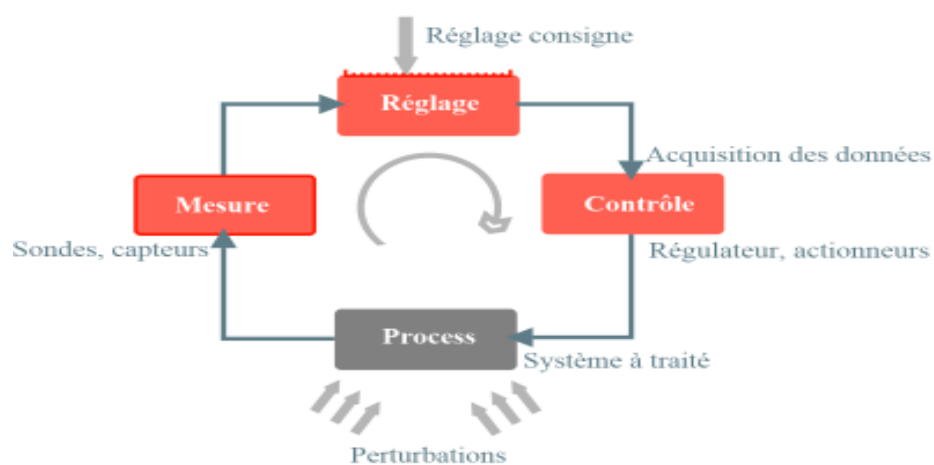 Réglage consigne
Réglage
Acquisition des données
Mesure
Contrôle
Sondes, capteurs
Régulateur, actionneurs
Process
Système à traité
Perturbations